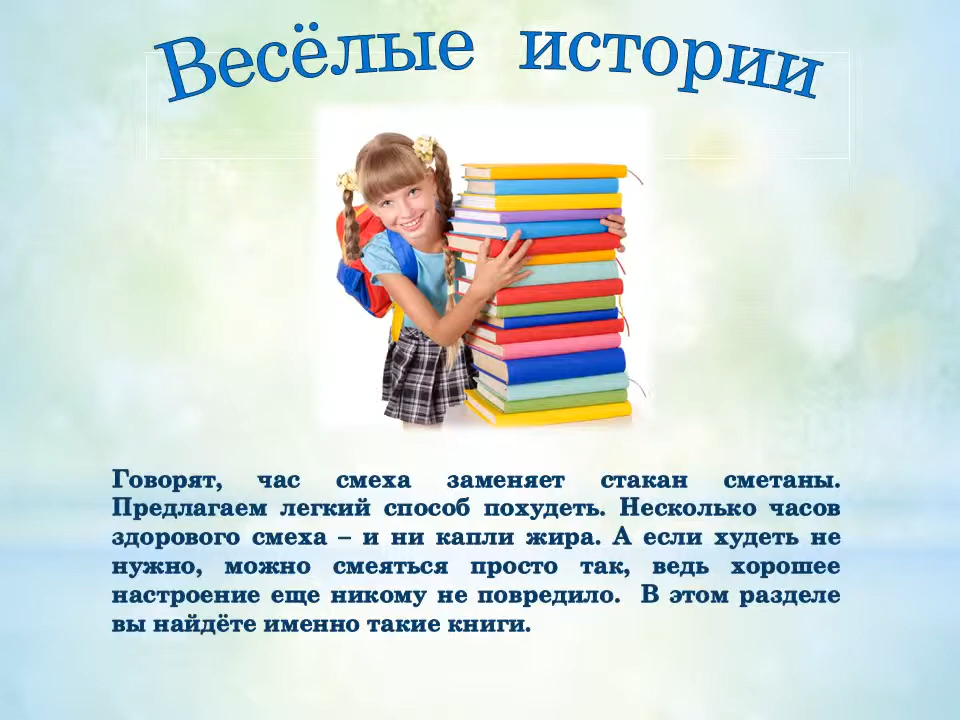 Весёлые истории
Говорят, час смеха заменяет стакан сметаны.
Предлагаем легкий способ похудеть. Несколько часов
здорового смеха – и ни капли жира. А если худеть не
нужно, можно смеяться просто так, ведь хорошее
настроение еще никому не повредило. В этом разделе
вы найдёте именно такие книги.